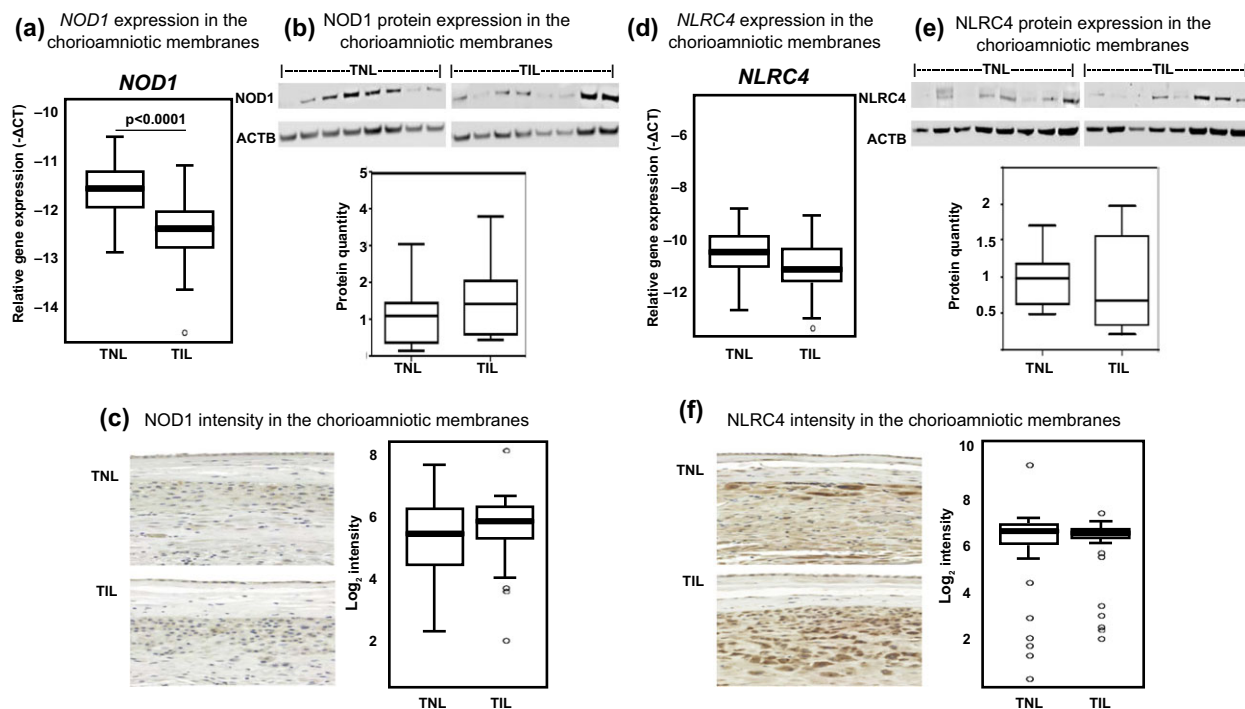 (a)
NOD1 expression in the
chorioamniotic membranes
NOD1
p<0.0001
Relative gene expression (-ΔCT)
–10
–11
–12
–13
–14
TNL TIL
(b)
NOD1 protein expression in the
chorioamniotic membranes
|-------------TNL----------| |-----------TIL------------|
NOD1
ACTB
Protein quantity
5
4
3
2
1
TNL TIL
(c) NOD1 intensity in the chorioamniotic membranes
TNL
TIL
Log2 intensity
8
6
4
2
TNL TIL
(d)
NLRC4 expression in the
chorioamniotic membranes
NLRC4
Relative gene expression (-ΔCT)
–6
–8
–10
–12
TNL TIL
(e)
NLRC4 protein expression in the
chorioamniotic membranes
|-------------TNL----------| |-----------TIL------------|
NLRC4
ACTB
Protein quantity
2
1.5
1
0.5
0
TNL TIL
(f) NLRC4 intensity in the chorioamniotic membranes
TNL
TIL
Log2 intensity
10
8
6
4
2
TNL TIL